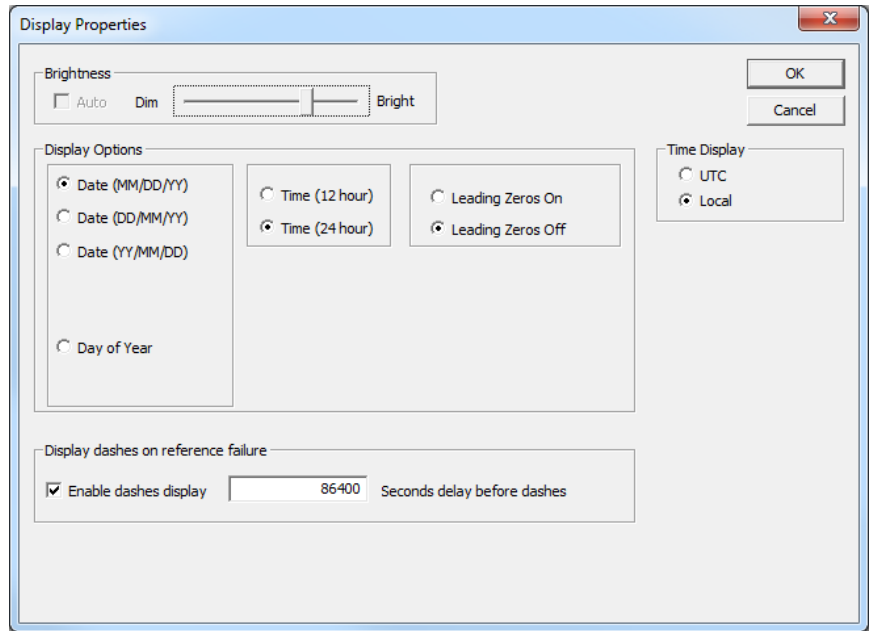 Display Properties
Brightness
Auto Dim Bright
OK
Cancel
Display Options
Date (MM/DD/YY)
Date (DD/MM/YY)
Date (YY/MM/DD)
Day of Year
Time (12 hour)
Time (24 hour)
Leading Zeros On
Leading Zeros Off
Time Display
UTC
Local
Display dashes on reference failure
Enable dashes display 86400 Seconds delay before dashes